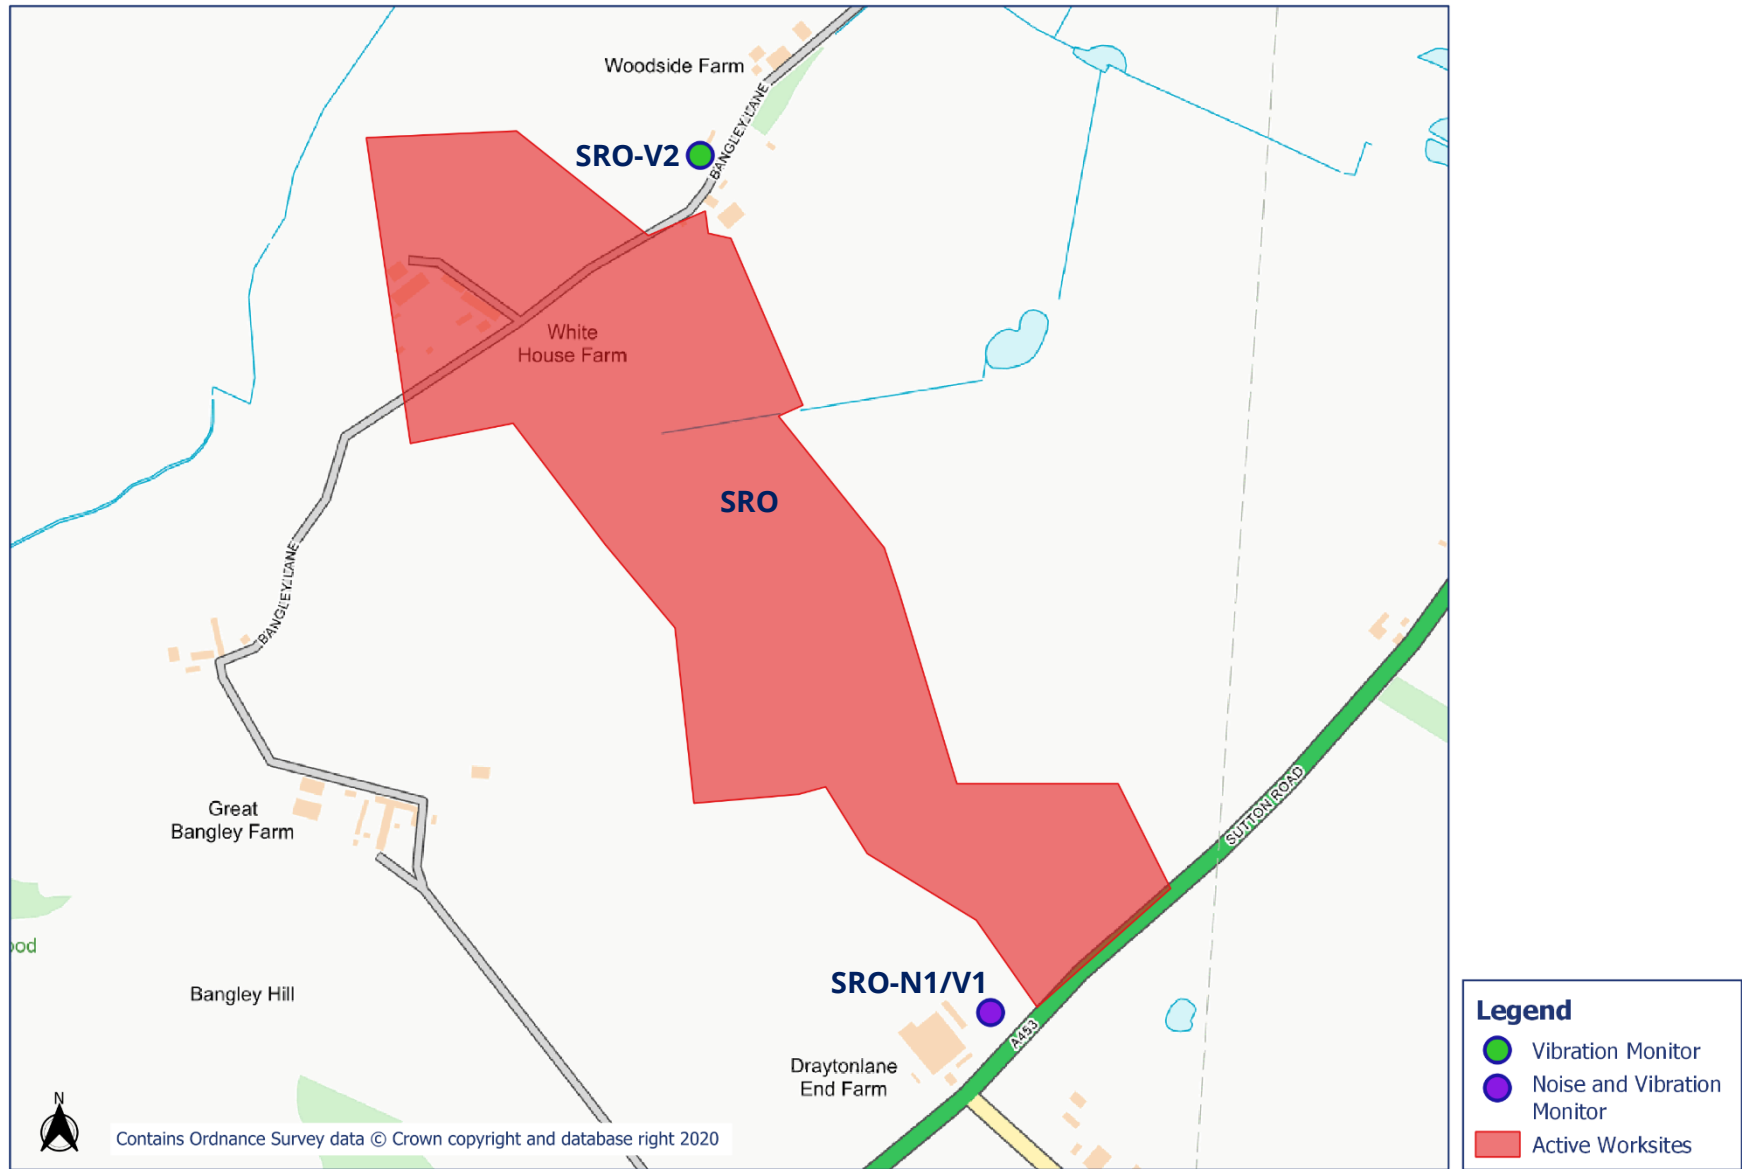 Woodside Farm
BANGLEY LANE
SRO-V2
White
House Farm
SRO
BANGLEY LANE
SUTTON ROAD
Great
Bangley Farm
ood
Bangley Hill
SRO-N1/V1
A453
Draytonlane
End Farm
N
Contains Ordnance Survey data © Crown copyright and database right 2020
Legend
Vibration Monitor
Noise and Vibration
Monitor
Active Worksites